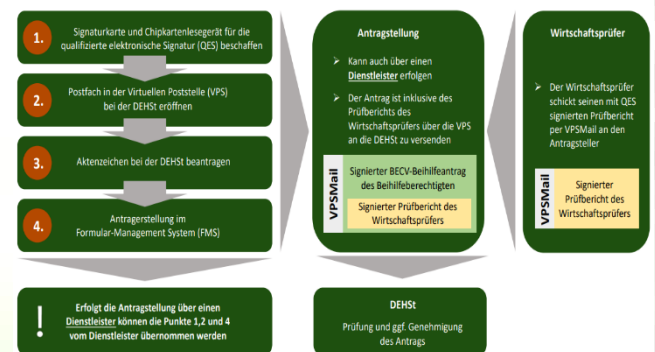 1.
Signaturkarte und Chipkartenlesegerät für die
qualifizierte elektronische Signatur (QES) beschaffen
2.
Postfach in der Virtuellen Poststelle (VPS)
bei der DEHSt eröffnen
3.
Aktenzeichen bei der DEHSt beantragen
4.
Antragerstellung im
Formular-Management System (FMS)
!
Erfolgt die Antragstellung über einen
Dienstleister können die Punkte 1,2 und 4
vom Dienstleister übernommen werden
Antragstellung
Kann auch über einen
Dienstleister erfolgen
Der Antrag ist inklusive des
Prüfberichts des
Wirtschaftsprüfers über die VPS
an die DEHSt zu versenden
VPSMail
Signierter BECV-Beihilfeantrag
des Beihilfeberechtigten
Signierter Prüfbericht des
Wirtschaftsprüfers
DEHSt
Prüfung und ggf. Genehmigung
des Antrags
Wirtschaftsprüfer
Der Wirtschaftsprüfer
schickt seinen mit QES
signierten Prüfbericht
per VPSMail an den
Antragsteller
VPSMail
Signierter
Prüfbericht des
Wirtschaftsprüfers